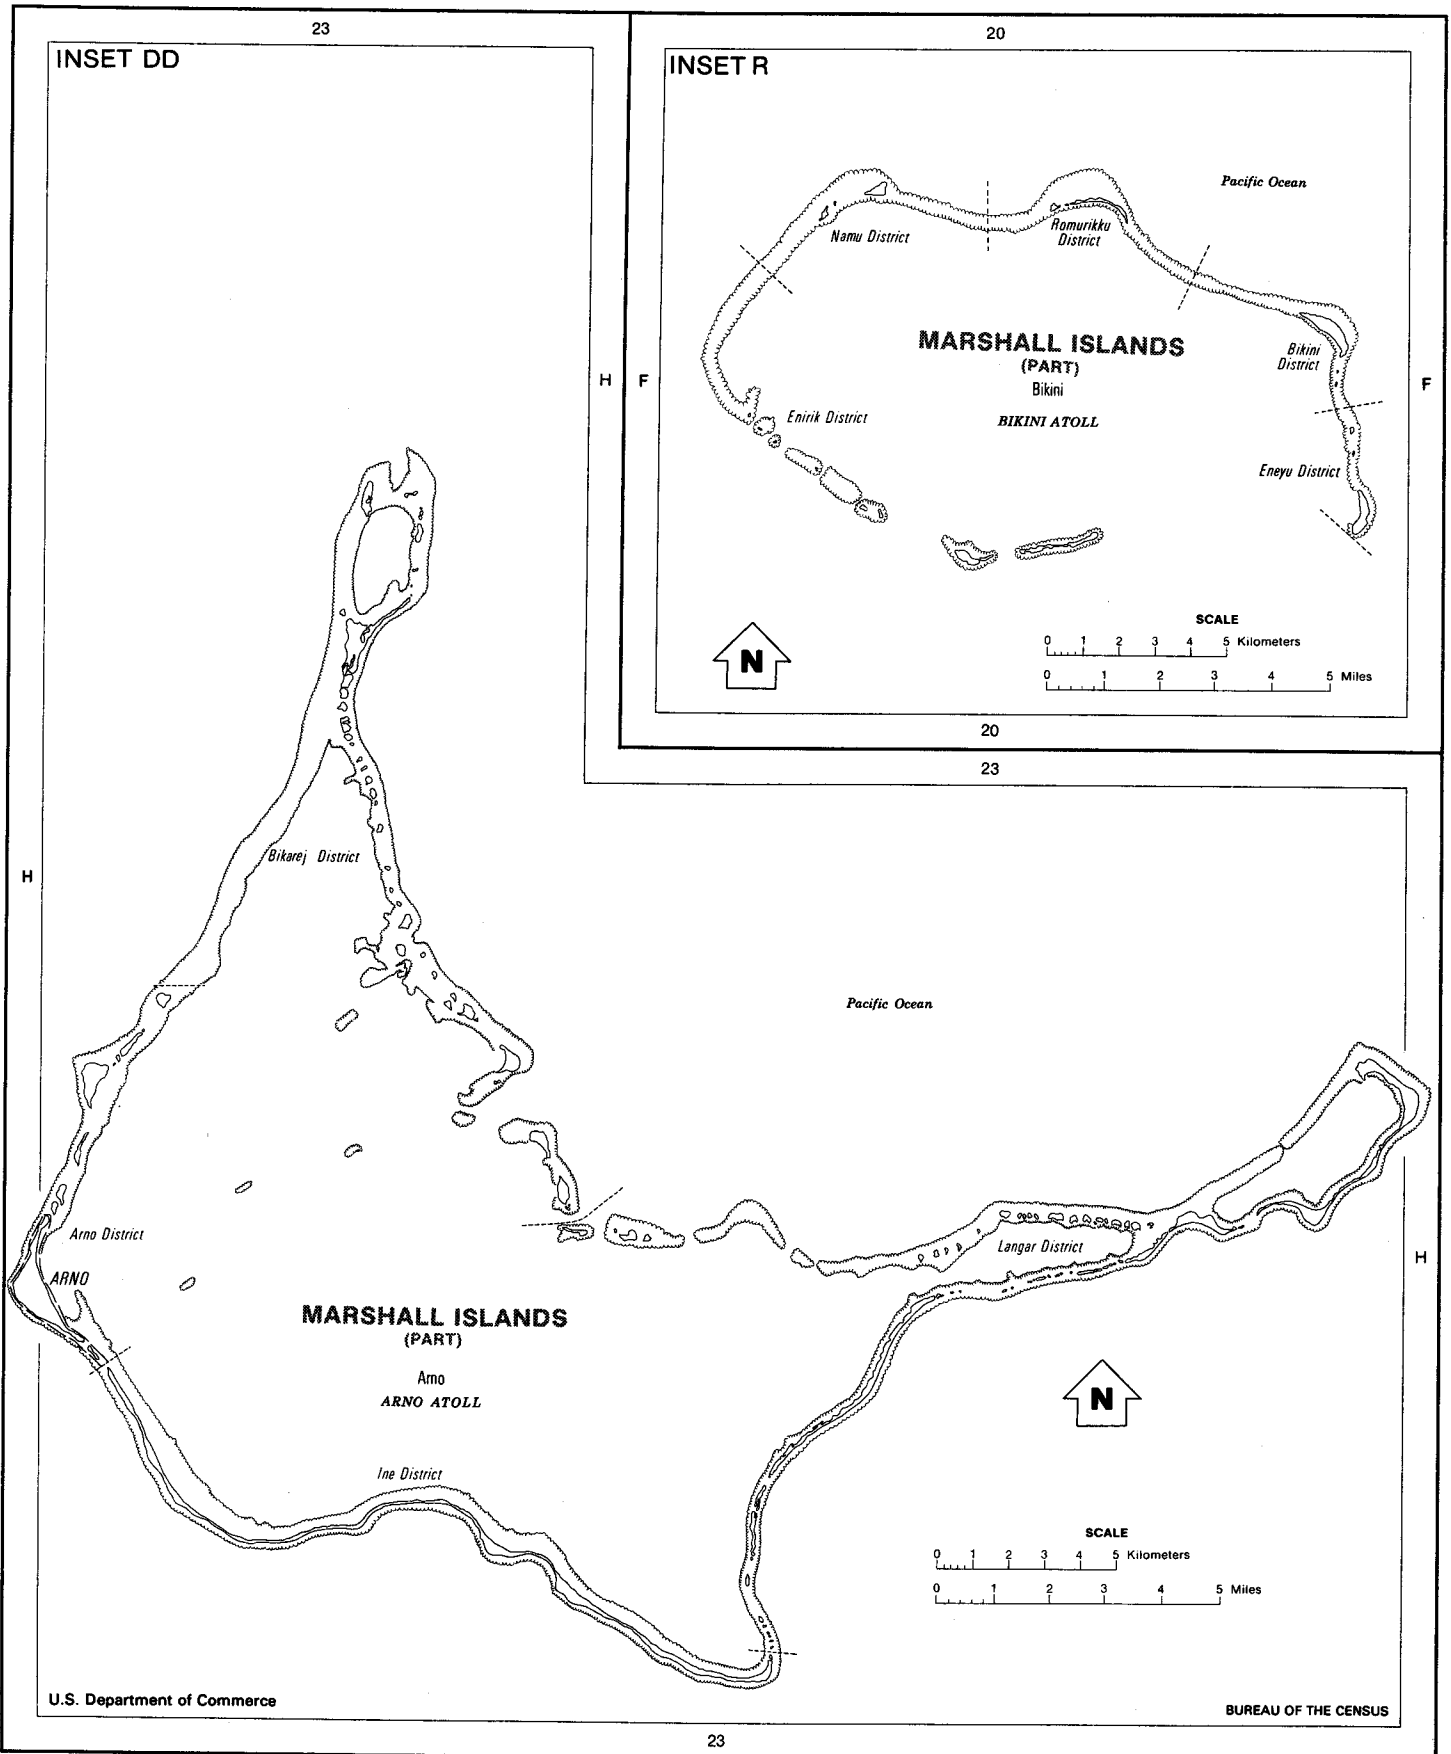 23
INSET DD
H
20
INSET R
Pacific Ocean
Namu District
Romurikku
District
MARSHALL ISLANDS
(PART)
Bikini
BIKINI ATOLL
Bikini
District
F
F
Enirik District
Eneyu District
SCALE
0 1 2 3 4 5 Kilometers
0 1 2 3 4 5 Miles
N
20
23
Bikarej District
H
Pacific Ocean
Arno District
ARNO
Langar District
H
MARSHALL ISLANDS
(PART)
Arno
ARNO ATOLL
N
Ine District
SCALE
0 1 2 3 4 5 Kilometers
0 1 2 3 4 5 Miles
U.S. Department of Commerce
BUREAU OF THE CENSUS
23